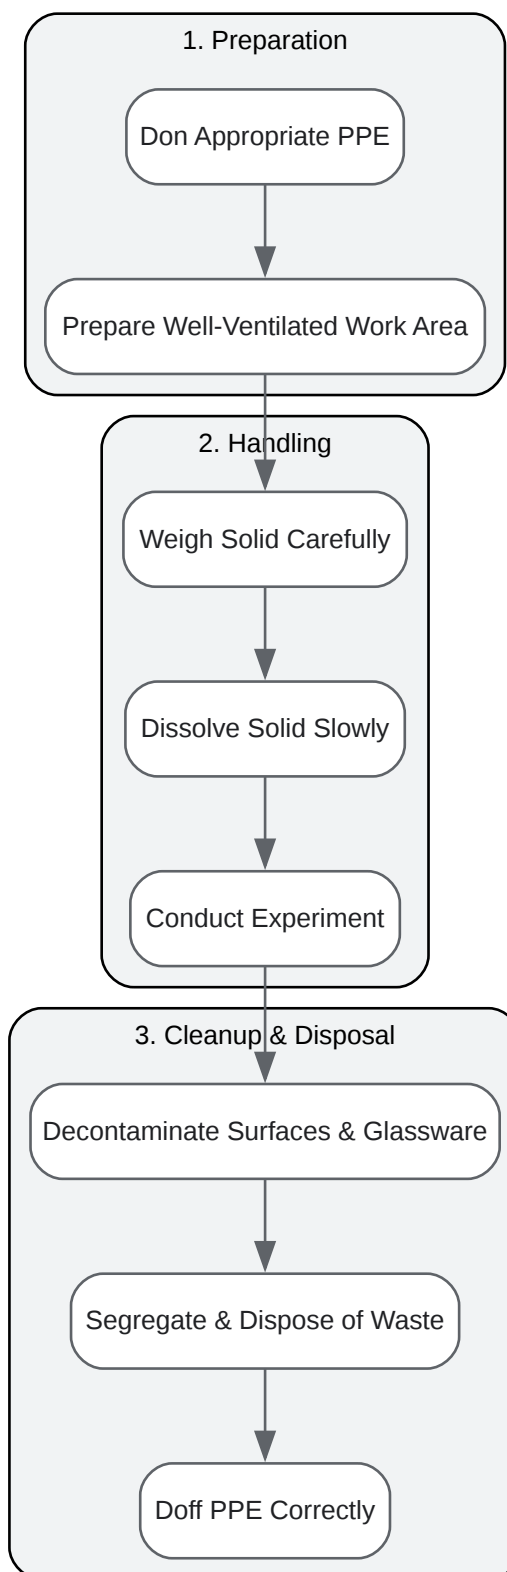 1. Preparation
Don Appropriate PPE
Prepare Well-Ventilated Work Area
2. Handling
Weigh Solid Carefully
Dissolve Solid Slowly
Conduct Experiment
3. Cleanup & Disposal
Decontaminate Surfaces & Glassware
Segregate & Dispose of Waste
Doff PPE Correctly